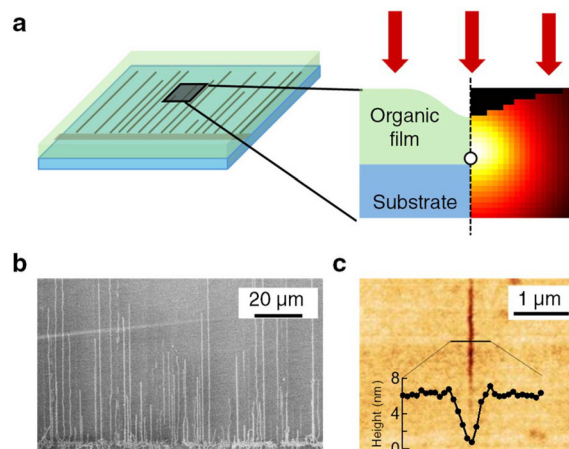 a
Organic
film
Substrate
b
20 μm
c
1 μm
8
4
0
Height (nm)